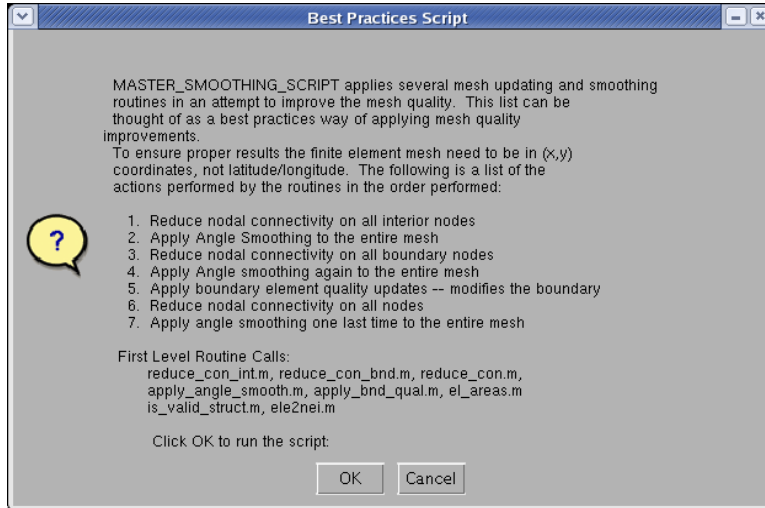 Best Practices Script
MASTER_SMOOTHING_SCRIPT applies several mesh updating and smoothing
routines in an attempt to improve the mesh quality. This list can be
thought of as a best practices way of applying mesh quality
improvements.
To ensure proper results the finite element mesh need to be in (x,y)
coordinates, not latitude/longitude. The following is a list of the
actions performed by the routines in the order performed:
1. Reduce nodal connectivity on all interior nodes
2. Apply Angle Smoothing to the entire mesh
3. Reduce nodal connectivity on all boundary nodes
4. Apply Angle smoothing again to the entire mesh
5. Apply boundary element quality updates -- modifies the boundary
6. Reduce nodal connectivity on all nodes
7. Apply angle smoothing one last time to the entire mesh
First Level Routine Calls:
reduce_con_int.m, reduce_con_bnd.m, reduce_con.m,
apply_angle_smooth.m, apply_bnd_qual.m, el_areas.m
is_valid_struct.m, ele2nei.m
Click OK to run the script:
?
OK Cancel